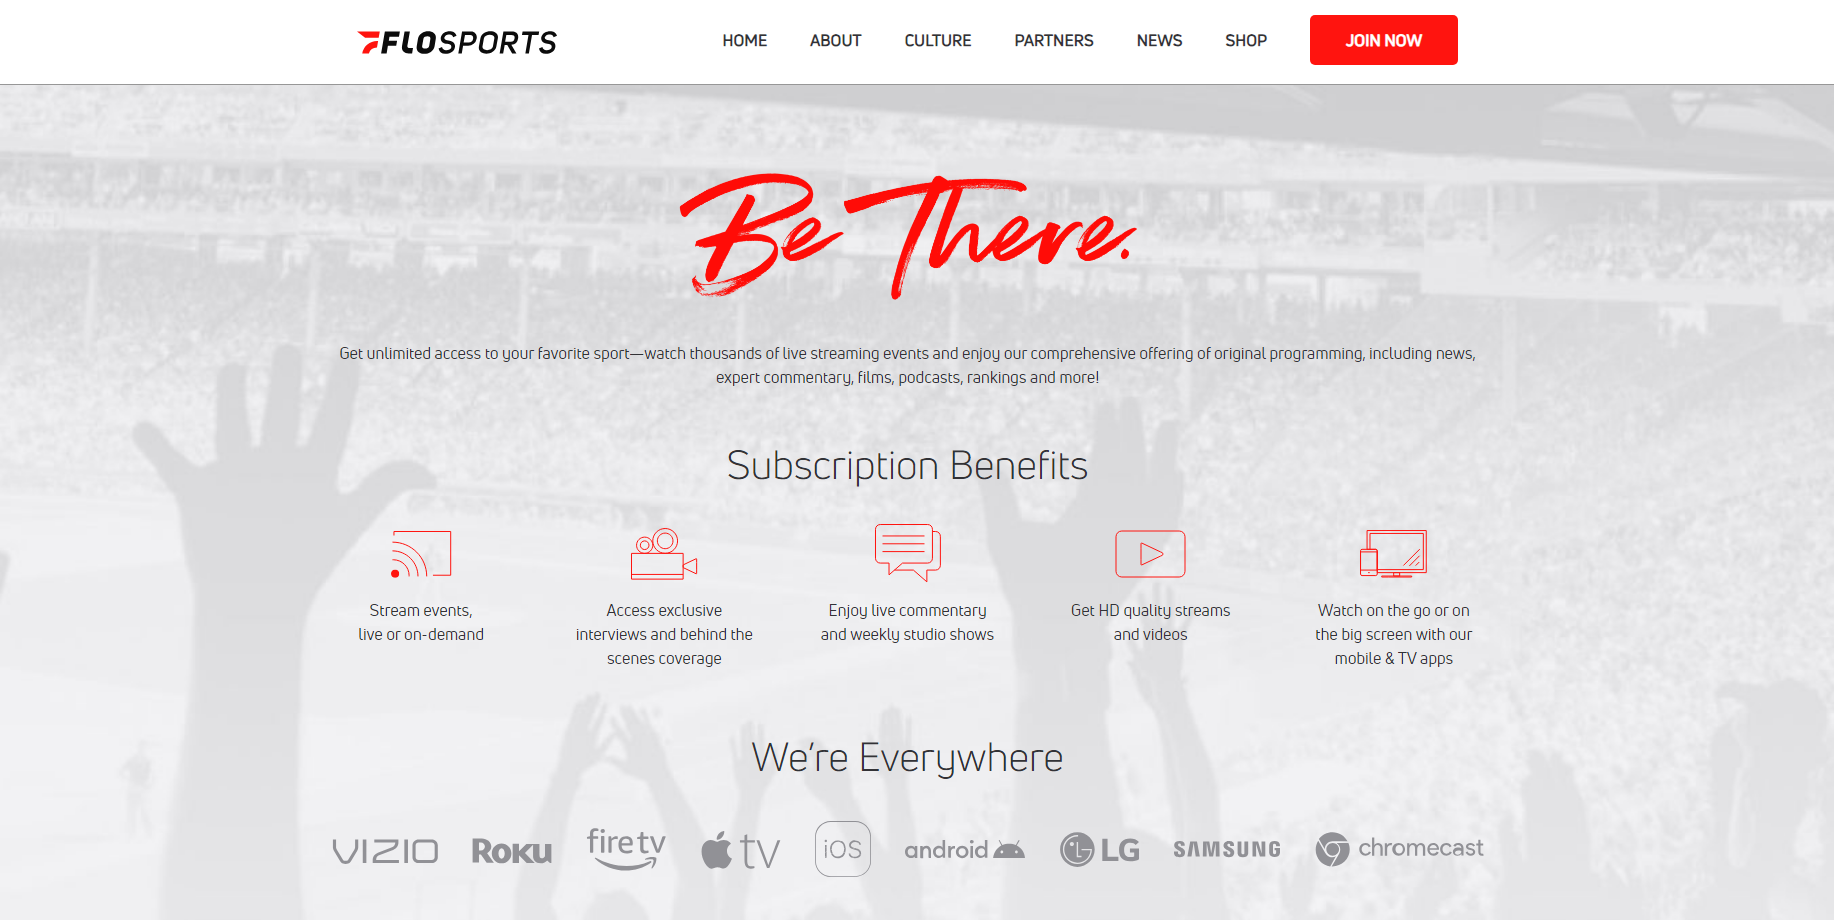 FLOSPORTS
HOME ABOUT CULTURE PARTNERS NEWS SHOP JOIN NOW
Be There.
Get unlimited access to your favorite sport—watch thousands of live streaming events and enjoy our comprehensive offering of original programming, including news,
expert commentary, films, podcasts, rankings and more!
Subscription Benefits
Stream events,
live or on-demand
Access exclusive
interviews and behind the
scenes coverage
Enjoy live commentary
and weekly studio shows
Get HD quality streams
and videos
Watch on the go or on
the big screen with our
mobile & TV apps
We're Everywhere
VIZIO ROKU fire tv tv iOS android LG SAMSUNG chromecast